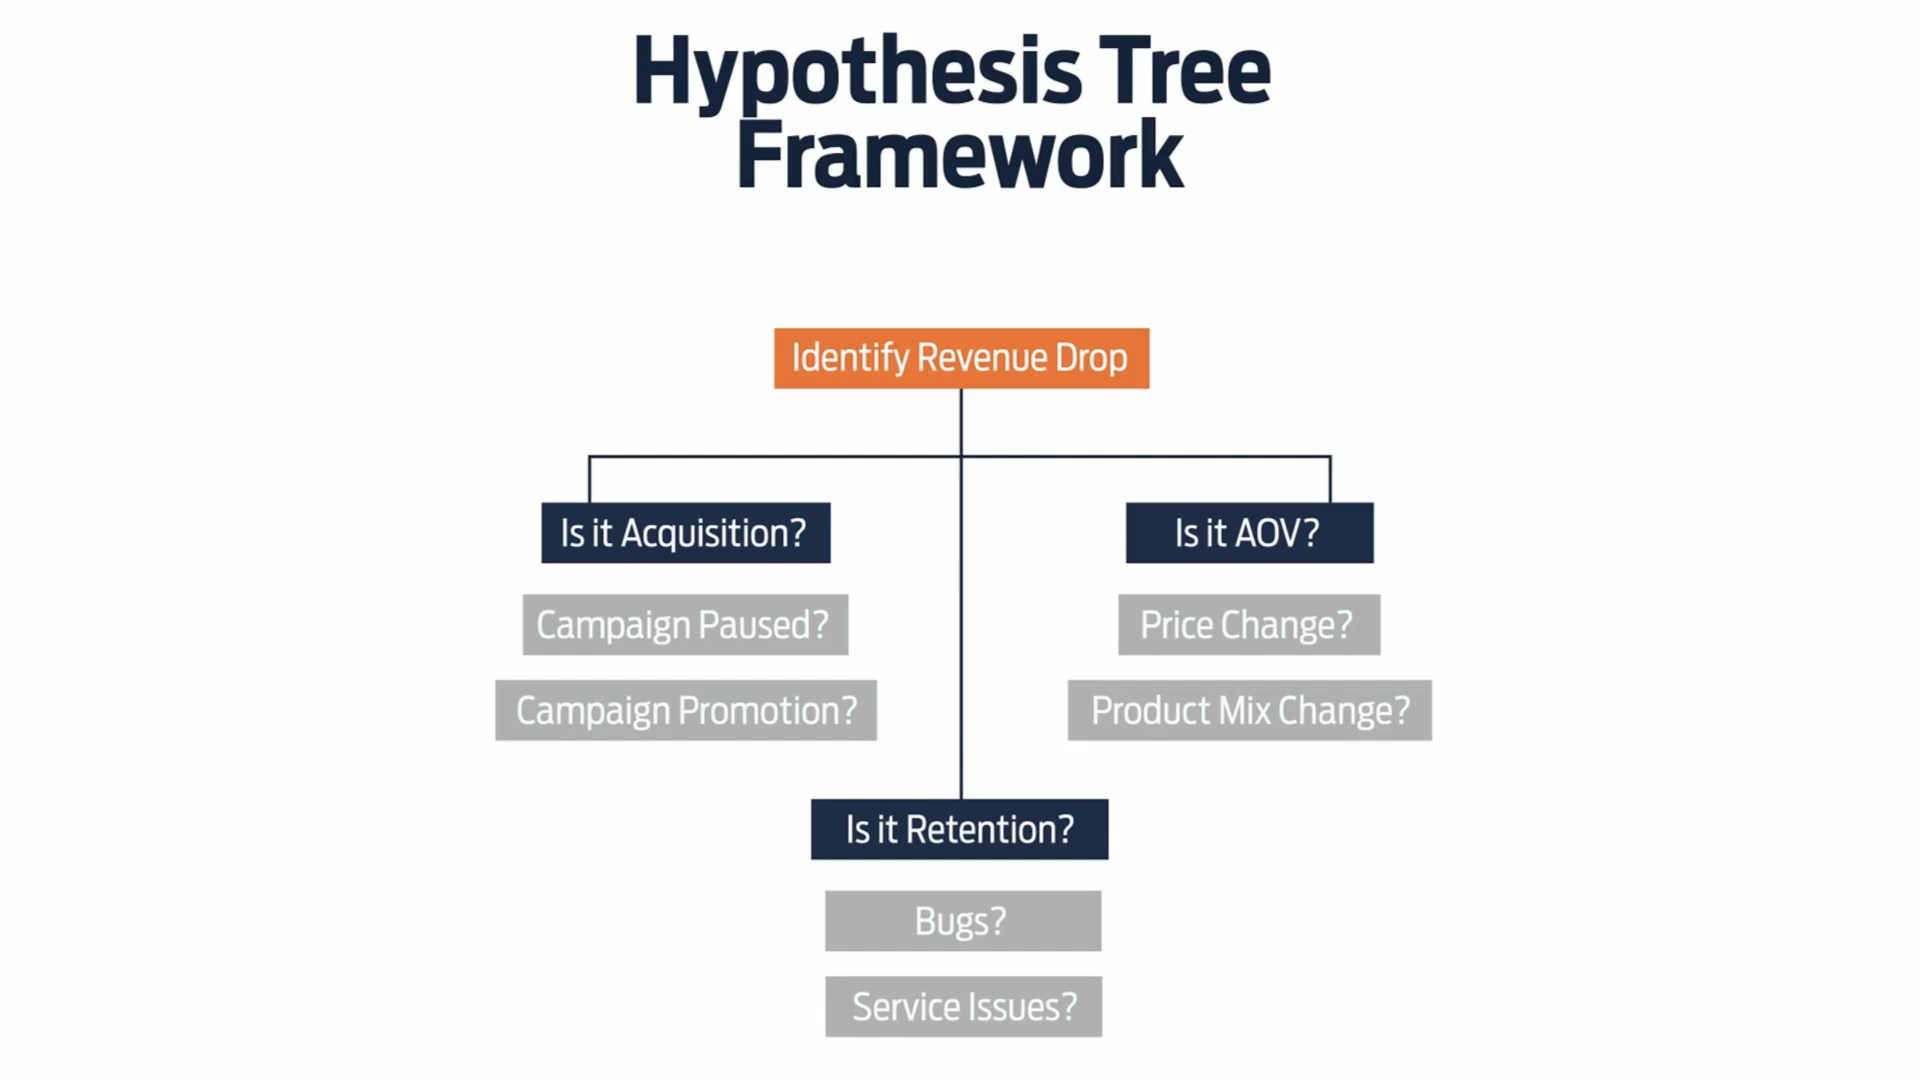 Hypothesis Tree
Framework
Identify Revenue Drop
Is it Acquisition?
Campaign Paused?
Campaign Promotion?
Is it AOV?
Price Change?
Product Mix Change?
Is it Retention?
Bugs?
Service Issues?